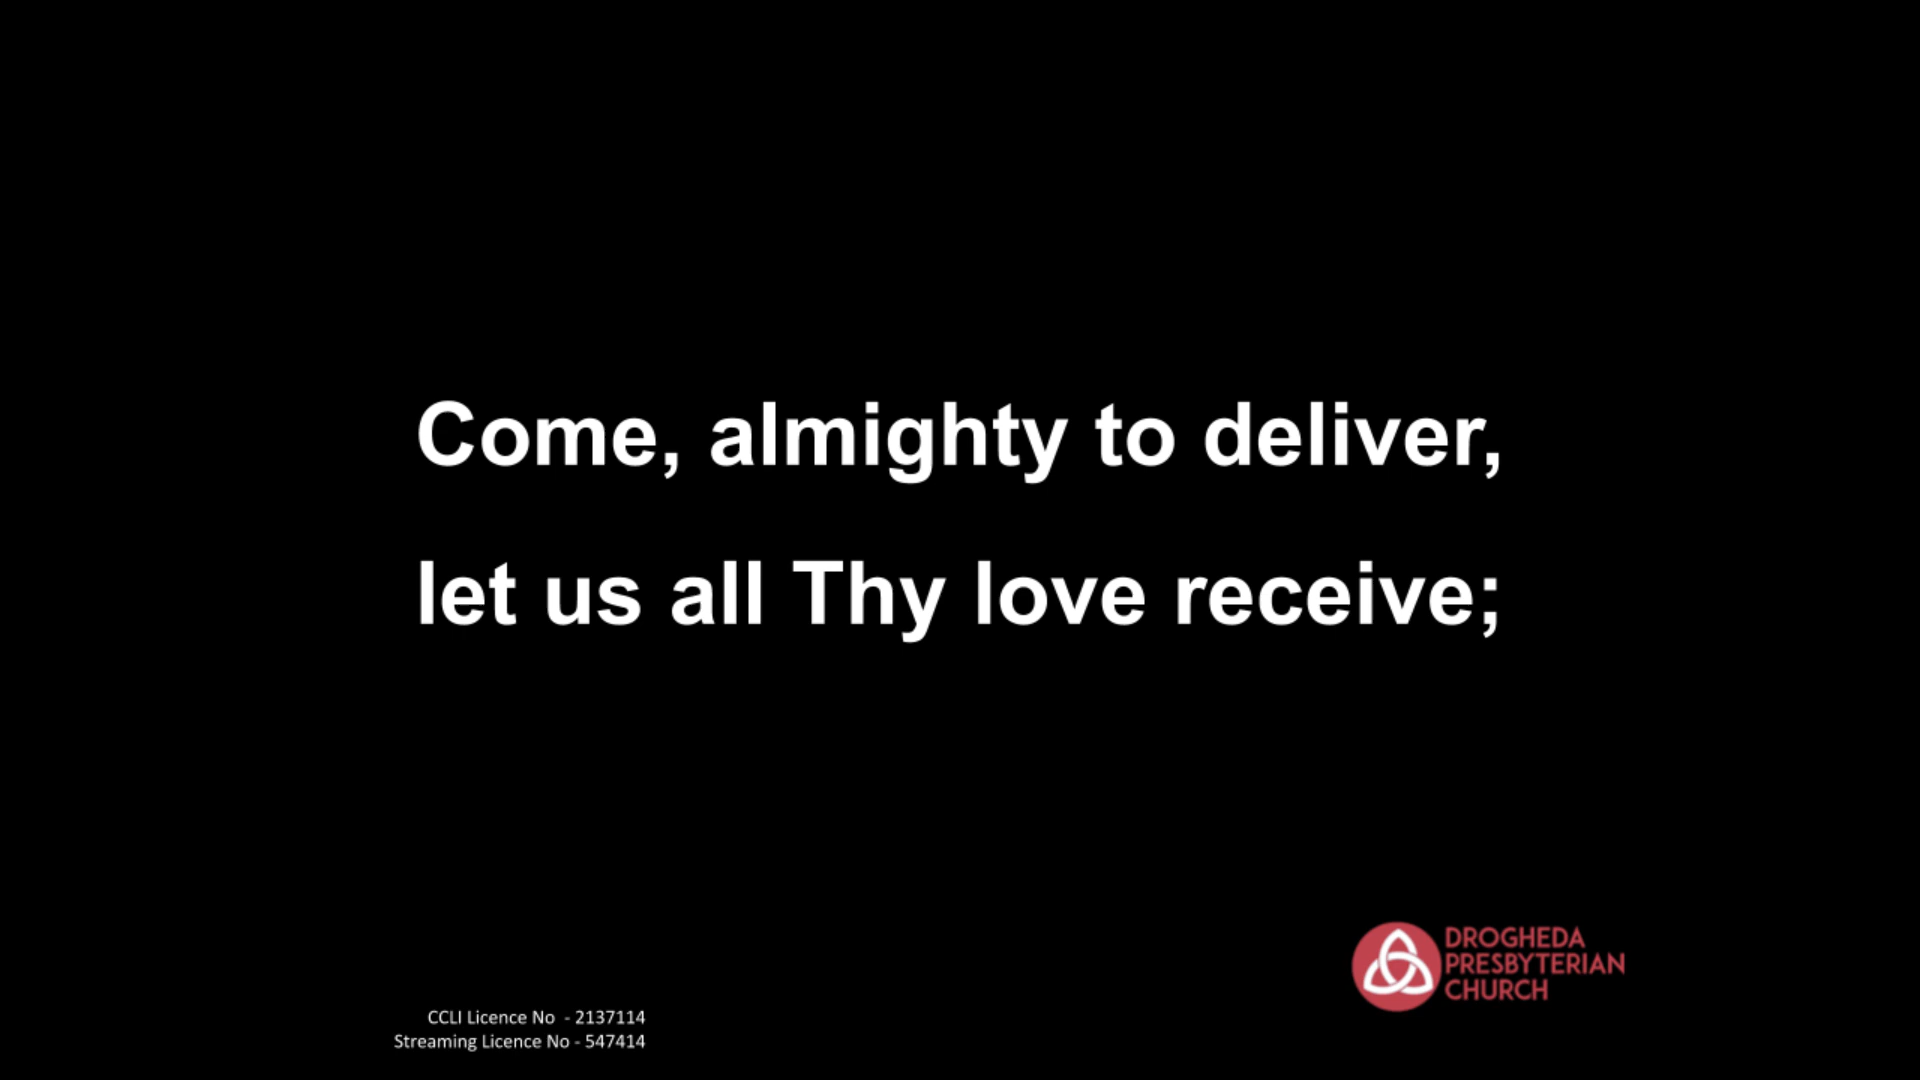 Come, almighty to deliver,
let us all Thy love receive;
DROGHEDA
PRESBYTERIAN
CHURCH
CCLI Licence No - 2137114
Streaming Licence No - 547414